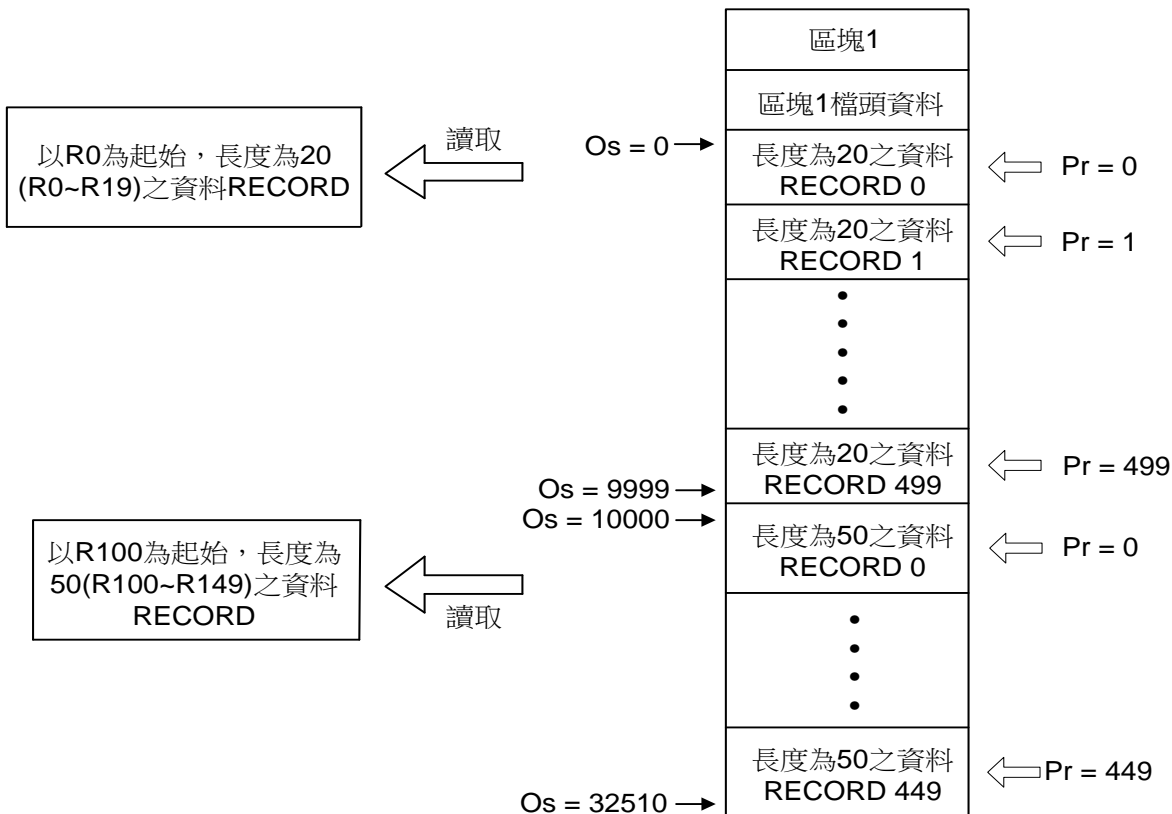 區塊1
區塊1檔頭資料
以R0為起始，長度為20
(R0~R19)之資料RECORD
讀取
Os = 0
長度為20之資料
RECORD 0
Pr = 0
長度為20之資料
RECORD 1
Pr = 1
長度為20之資料
RECORD 499
Pr = 499
Os = 9999
Os = 10000
以R100為起始，長度為
50(R100~R149)之資料
RECORD
讀取
長度為50之資料
RECORD 0
Pr = 0
長度為50之資料
RECORD 449
Pr = 449
Os = 32510